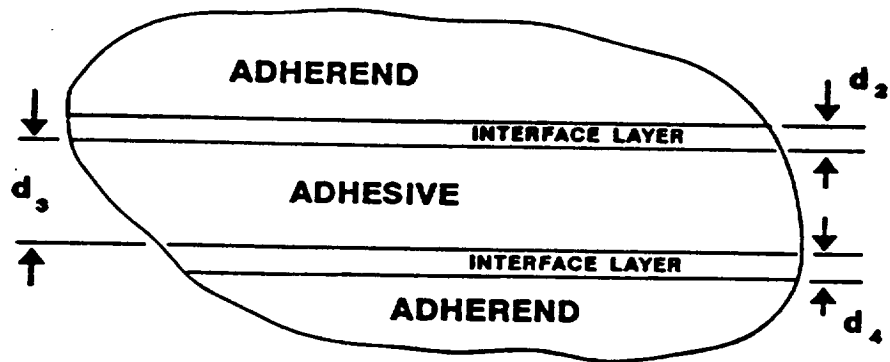 ADHEREND
d₂
INTERFACE LAYER
d₃
ADHESIVE
INTERFACE LAYER
ADHEREND
d₄